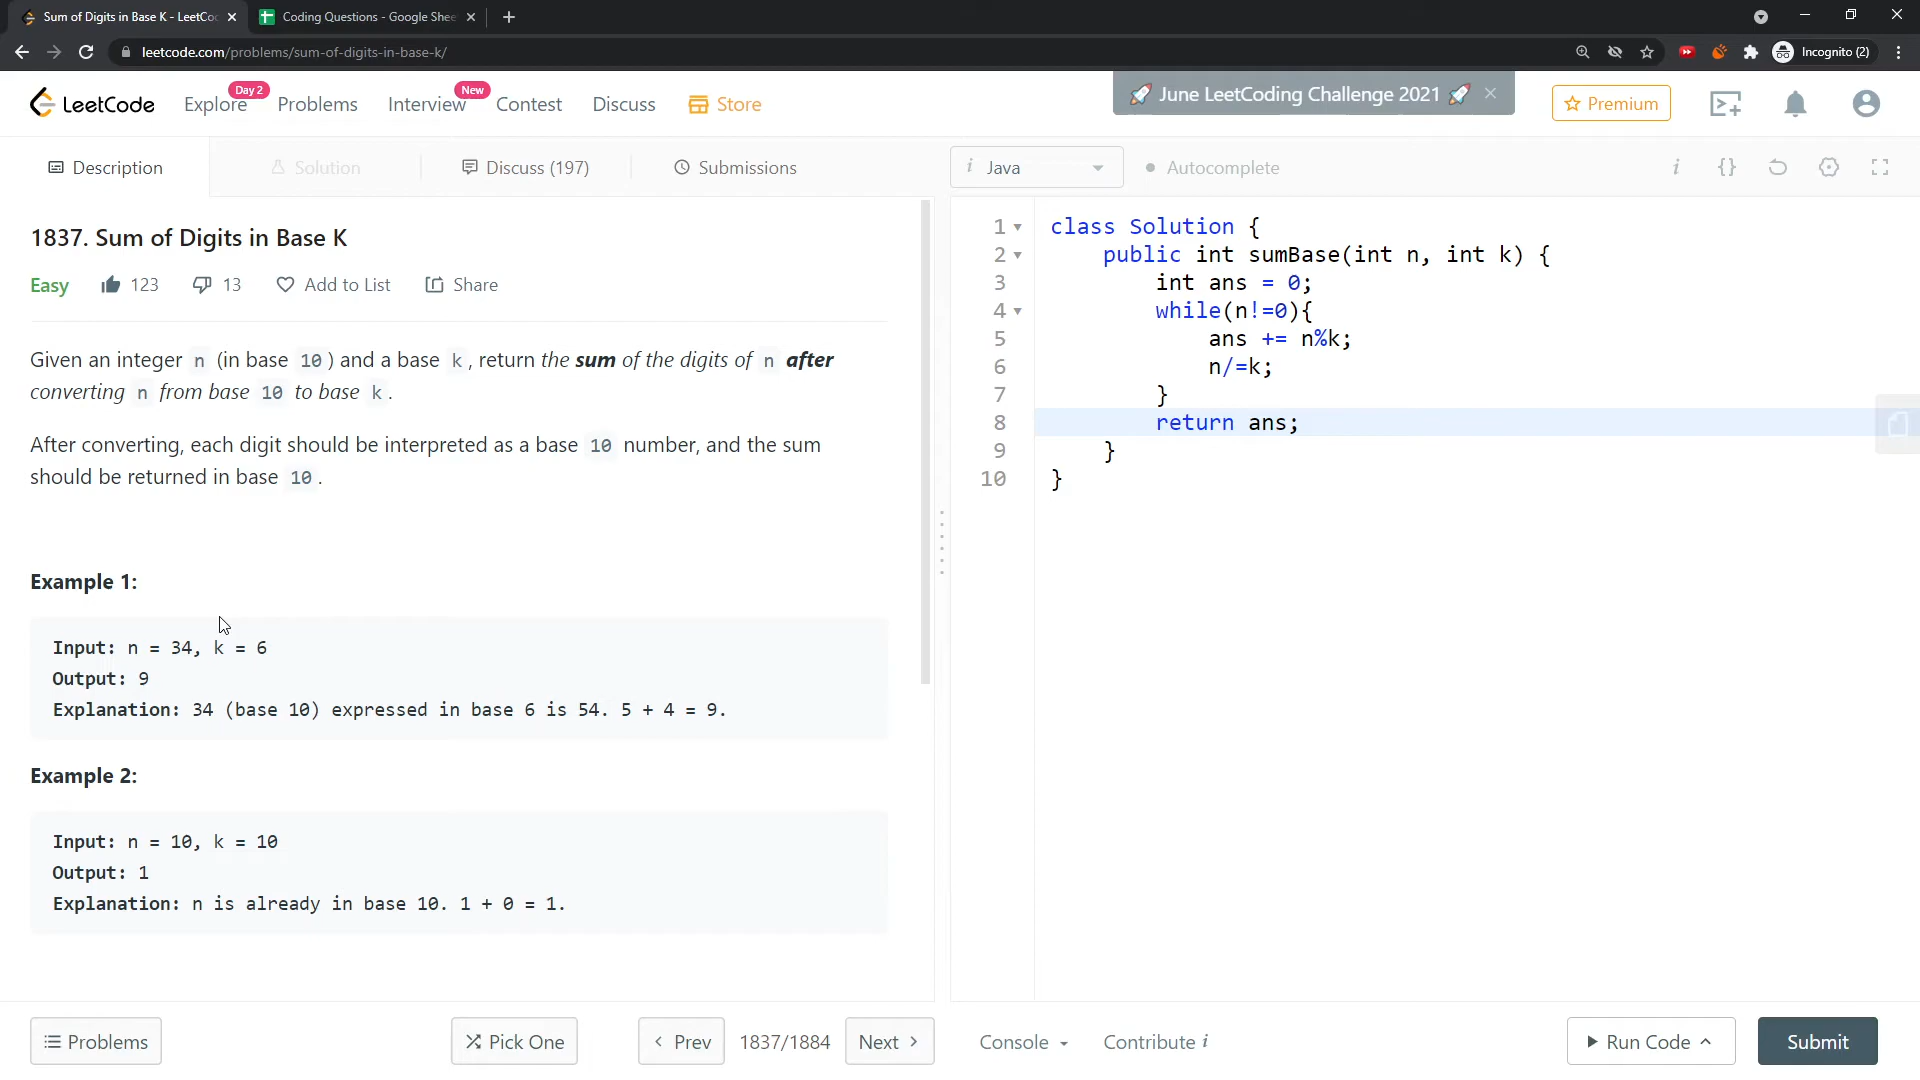 Sum of Digits in Base K - LeetCo
Coding Questions - Google Shee
leetcode.com/problems/sum-of-digits-in-base-k/
Incognito (2)
LeetCode
Explore
Day 2
Problems
Interview
New
Contest
Discuss
Store
🚀 June LeetCoding Challenge 2021 🚀
Premium
Description
Solution
Discuss (197)
Submissions
1837. Sum of Digits in Base K
Easy 123 13 Add to List Share
Given an integer n (in base 10) and a base k, return the sum of the digits of n after
converting n from base 10 to base k.
After converting, each digit should be interpreted as a base 10 number, and the sum
should be returned in base 10.
Example 1:
Input: n = 34, k = 6
Output: 9
Explanation: 34 (base 10) expressed in base 6 is 54. 5 + 4 = 9.
Example 2:
Input: n = 10, k = 10
Output: 1
Explanation: n is already in base 10. 1 + 0 = 1.
Problems
Pick One
Prev
1837/1884
Next
i Java
Autocomplete
i {}
1 class Solution {
2 public int sumBase(int n, int k) {
3 int ans = 0;
4 while(n!=0){
5 ans += n%k;
6 n/=k;
7 }
8 return ans;
9 }
10 }
Console
Contribute i
Run Code
Submit